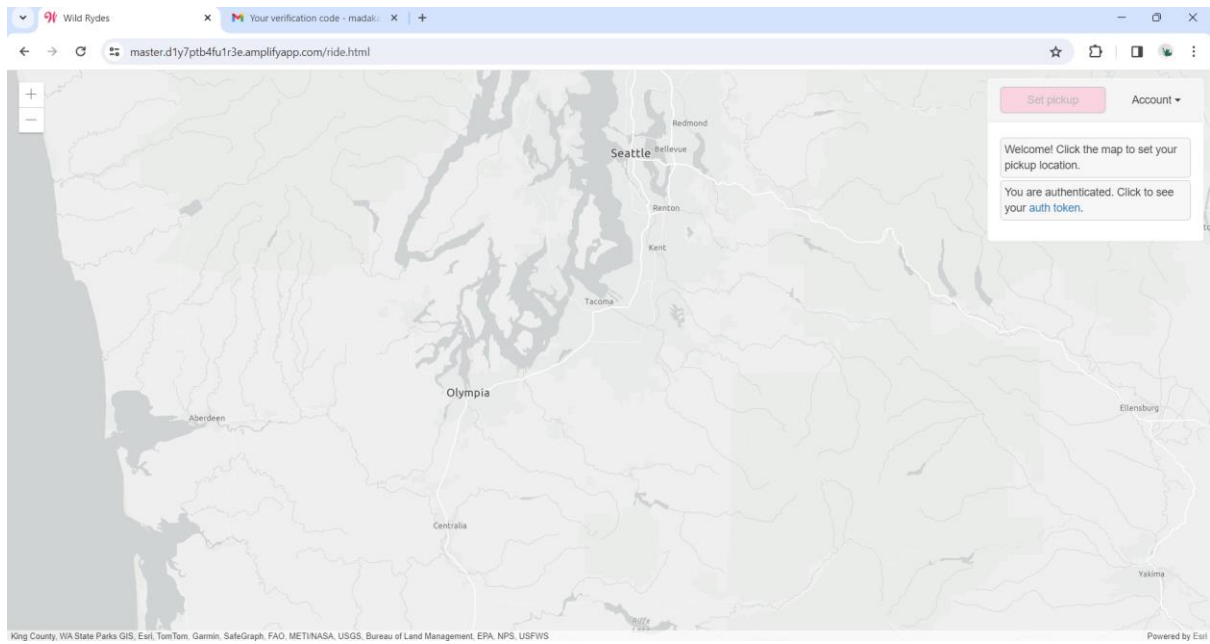 Wild Rydes
Your verification code - madaka
master.d1y7ptb4fu1r3e.amplifyapp.com/ride.html
+
−
Set pickup
Account
Welcome! Click the map to set your
pickup location.
You are authenticated. Click to see
your auth token.
Redmond
Seattle
Bellevue
Renton
Kent
Tacoma
Olympia
Aberdeen
Ellensburg
Centralia
Yakima
Riffe
King County, WA State Parks GIS, Esri, TomTom, Garmin, SafeGraph, FAO, METI/NASA, USGS, Bureau of Land Management, EPA, NPS, USFWS
Powered by Esri